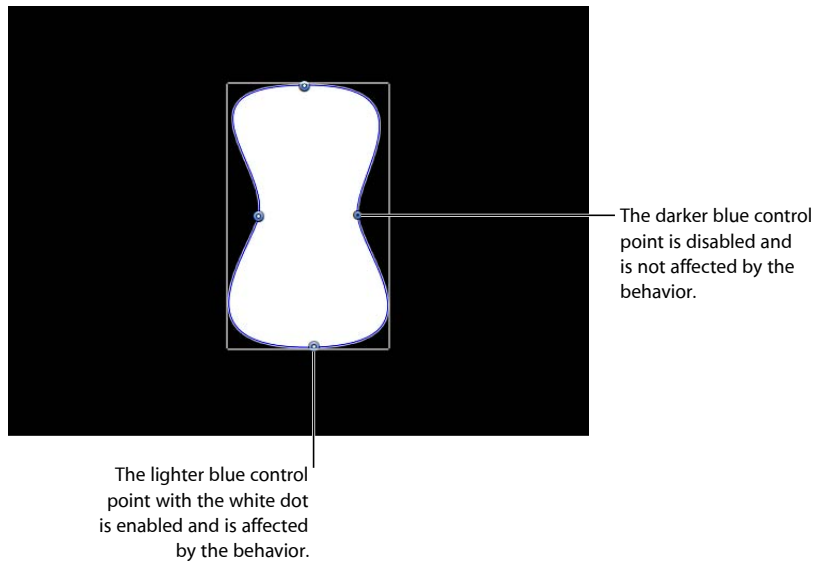 The darker blue control
point is disabled and
is not affected by the
behavior.
The lighter blue control
point with the white dot
is enabled and is affected
by the behavior.